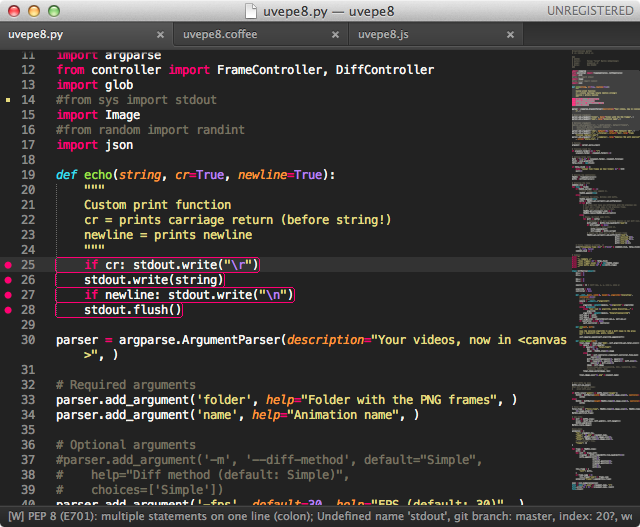 uvepe8.py — uvepe8
UNREGISTERED
uvepe8.py × uvepe8.coffee × uvepe8.js ×
11 import argparse
12 from controller import FrameController, DiffController
13 import glob
14 #from sys import stdout
15 import Image
16 #from random import randint
17 import json
18
19 def echo(string, cr=True, newline=True):
20 """
21 Custom print function
22 cr = prints carriage return (before string!)
23 newline = prints newline
24 """
25 if cr: stdout.write("\r")
26 stdout.write(string)
27 if newline: stdout.write("\n")
28 stdout.flush()
29
30 parser = argparse.ArgumentParser(description="Your videos, now in <canvas
>", )
31
32 # Required arguments
33 parser.add_argument('folder', help="Folder with the PNG frames", )
34 parser.add_argument('name', help="Animation name", )
35
36 # Optional arguments
37 #parser.add_argument('-m', '--diff-method', default="Simple",
38 # help="Diff method (default: Simple)",
39 # choices=['Simple'])
40 parser.add_argument('-fps', default=30, help="FPS (default: 30)", )
[W] PEP 8 (E701): multiple statements on one line (colon); Undefined name 'stdout', git branch: master, index: 20?, w